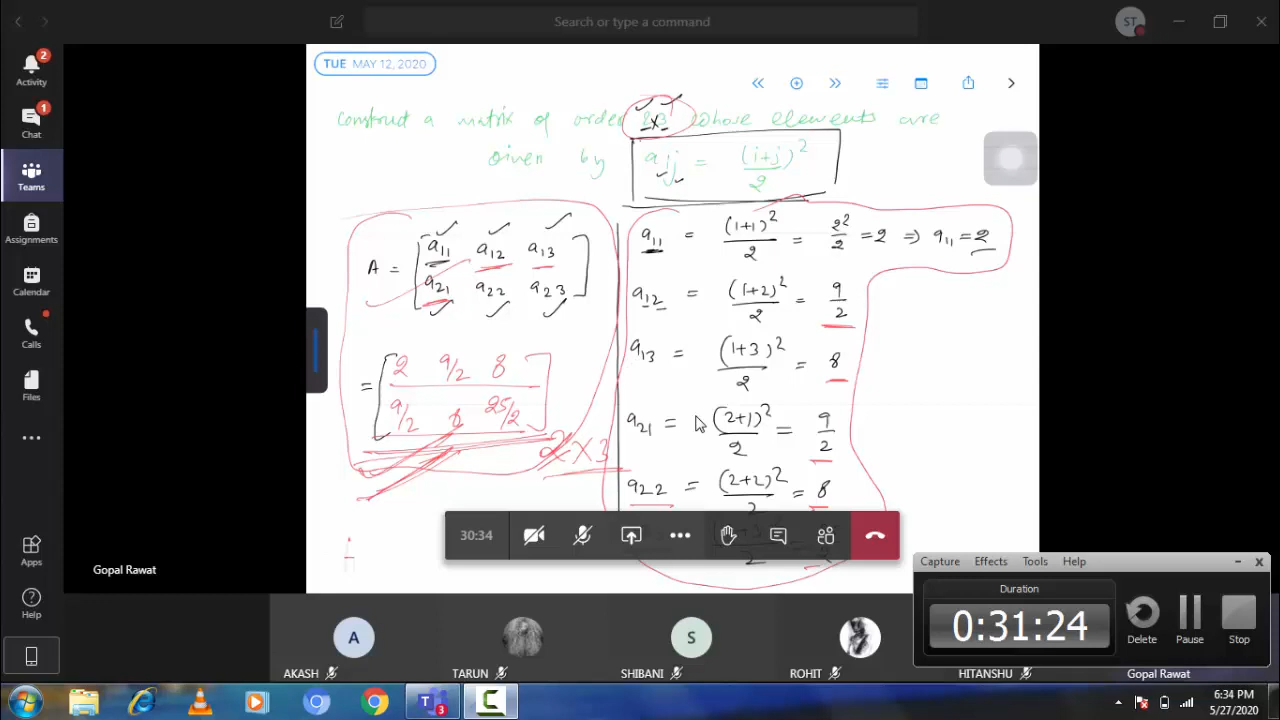 Search or type a command
ST
2
Activity
1
Chat
Teams
Assignments
Calendar
Calls
Files
Apps
Help
TUE MAY 12, 2020
Construct a matrix of order 2x3 whose elements are
given by aij = (i+j)²/2
A = [a11 a12 a13
a21 a22 a23]
= [2 9/2 8
9/2 8 25/2] 2x3
a11 = (1+1)²/2 = 2²/2 = 2 ⇒ a11 = 2
a12 = (1+2)²/2 = 9/2
a13 = (1+3)²/2 = 8
a21 = (2+1)²/2 = 9/2
a22 = (2+2)²/2 = 8
30:34
Gopal Rawat
A
AKASH
TARUN
S
SHIBANI
ROHIT
HITANSHU
Gopal Rawat
Capture Effects Tools Help
Duration
0:31:24
Delete
Pause
Stop
3
6:34 PM
5/27/2020